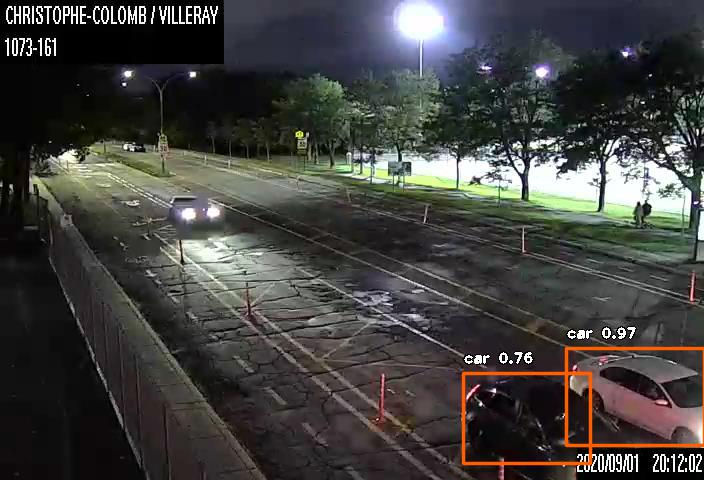 CHRISTOPHE-COLOMB / VILLERAY
1073-161
car 0.97
car 0.76
2020/09/01 20:12:02